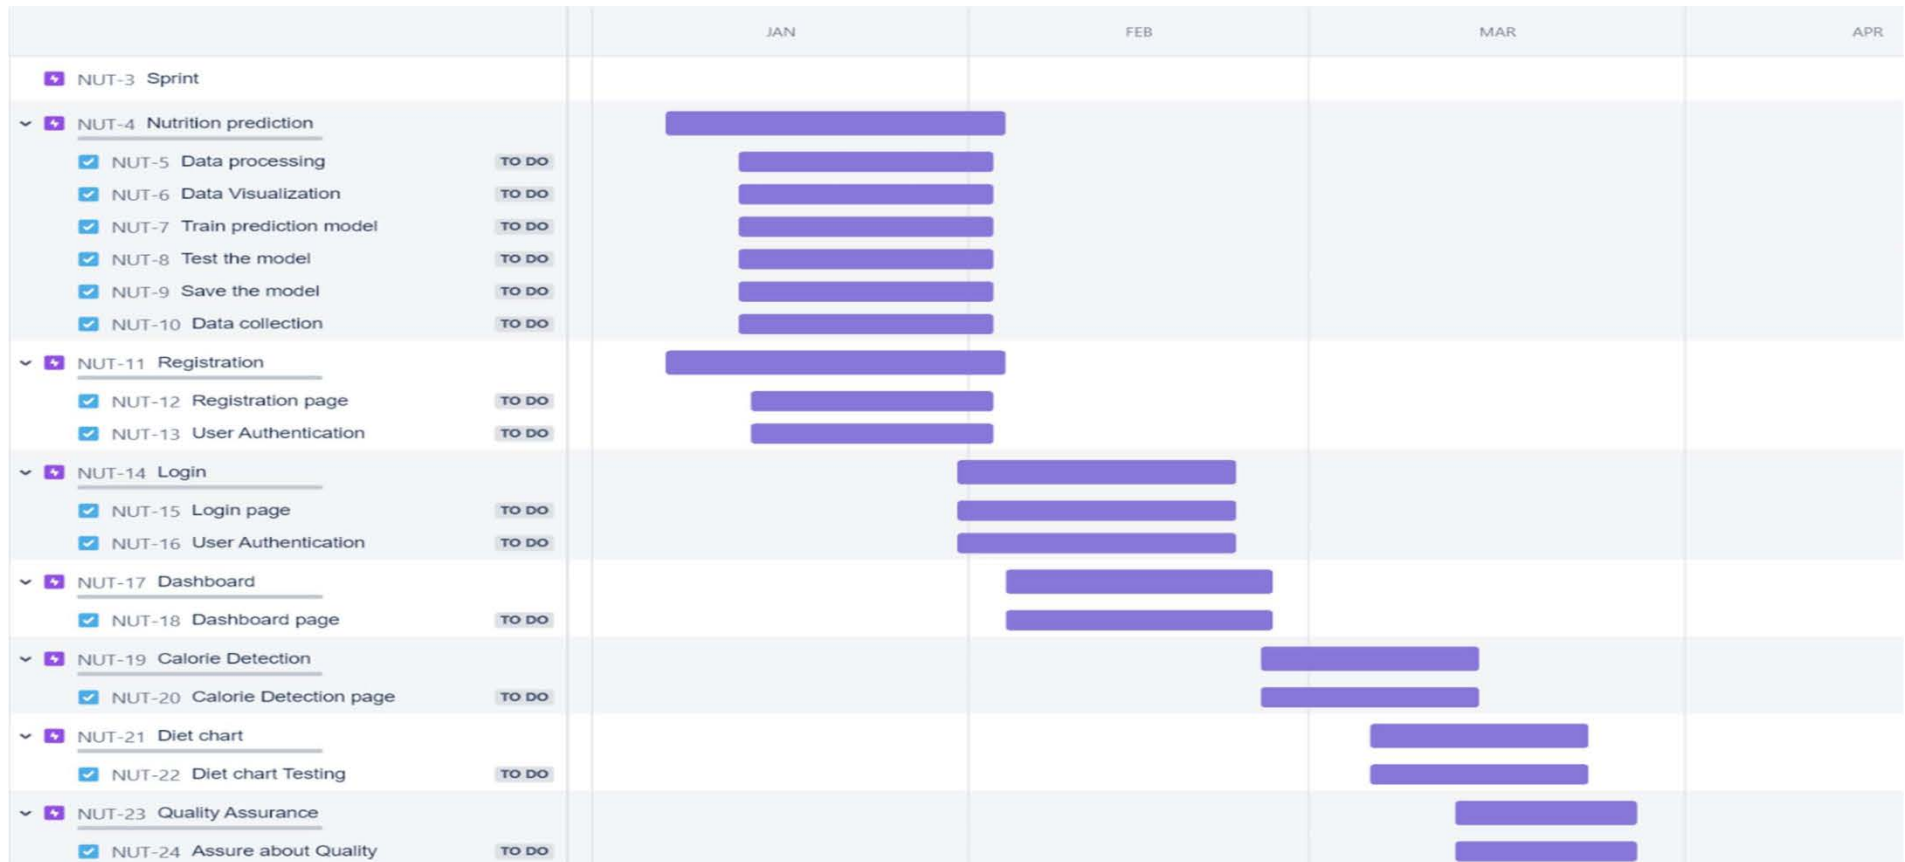 JAN FEB MAR APR
NUT-3 Sprint
NUT-4 Nutrition prediction
NUT-5 Data processing TO DO
NUT-6 Data Visualization TO DO
NUT-7 Train prediction model TO DO
NUT-8 Test the model TO DO
NUT-9 Save the model TO DO
NUT-10 Data collection TO DO
NUT-11 Registration
NUT-12 Registration page TO DO
NUT-13 User Authentication TO DO
NUT-14 Login
NUT-15 Login page TO DO
NUT-16 User Authentication TO DO
NUT-17 Dashboard
NUT-18 Dashboard page TO DO
NUT-19 Calorie Detection
NUT-20 Calorie Detection page TO DO
NUT-21 Diet chart
NUT-22 Diet chart Testing TO DO
NUT-23 Quality Assurance
NUT-24 Assure about Quality TO DO